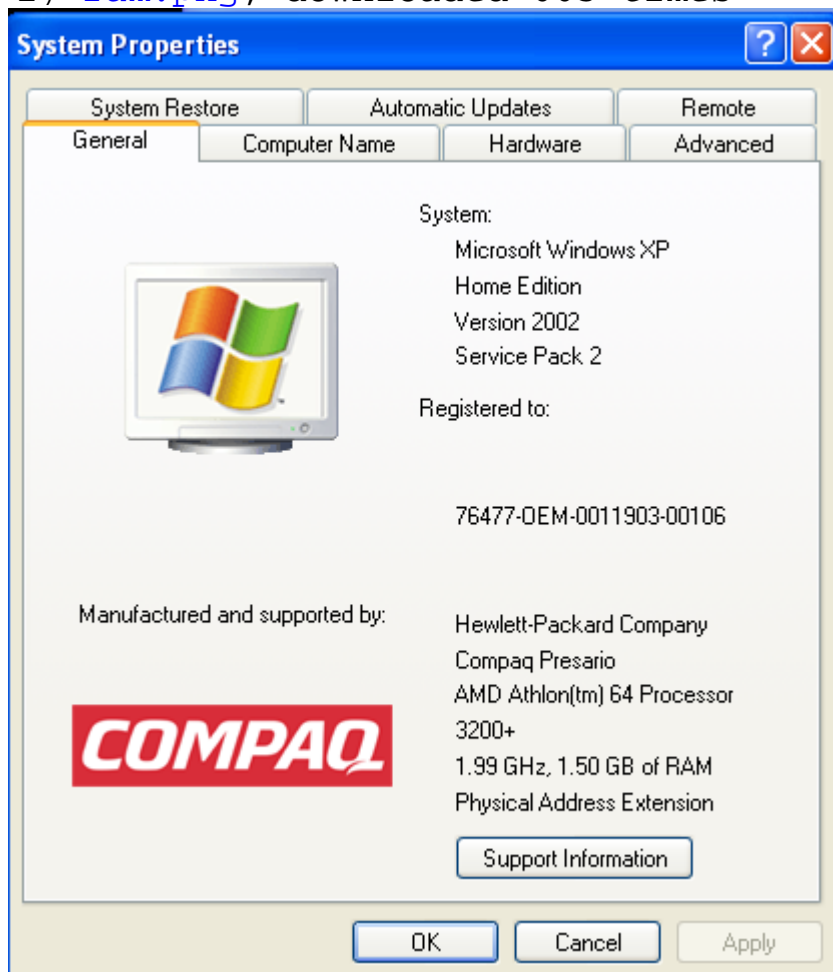 System Properties
System Restore Automatic Updates Remote
General Computer Name Hardware Advanced
System:
Microsoft Windows XP
Home Edition
Version 2002
Service Pack 2
Registered to:
76477-OEM-0011903-00106
Manufactured and supported by:
Hewlett-Packard Company
Compaq Presario
AMD Athlon(tm) 64 Processor
3200+
1.99 GHz, 1.50 GB of RAM
Physical Address Extension
COMPAQ
Support Information
OK Cancel Apply